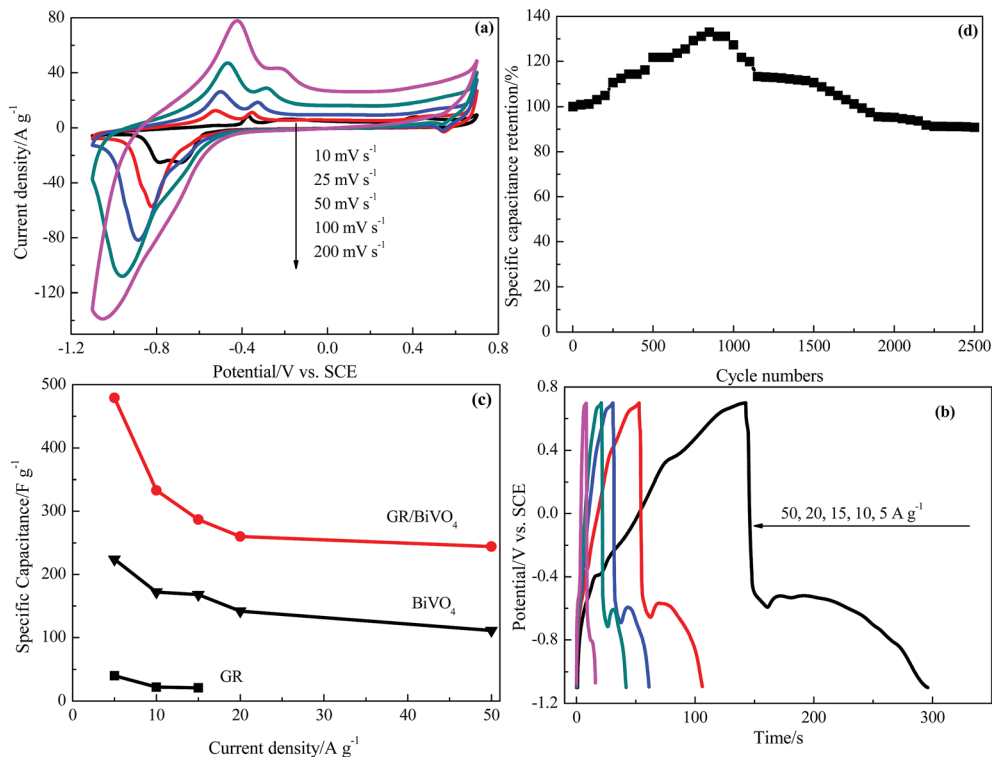 80
40
0
-40
-80
-120
-1.2
-0.8
-0.4
0.0
0.4
0.8
Current density/A g⁻¹
Potential/V vs. SCE
(a)
10 mV s⁻¹
25 mV s⁻¹
50 mV s⁻¹
100 mV s⁻¹
200 mV s⁻¹
140
120
100
80
60
40
20
0
0
500
1000
1500
2000
2500
Specific capacitance retention/%
Cycle numbers
(d)
500
400
300
200
100
0
0
10
20
30
40
50
Specific Capacitance/F g⁻¹
Current density/A g⁻¹
(c)
GR/BiVO₄
BiVO₄
GR
0.8
0.4
0.0
-0.4
-0.8
-1.2
0
100
200
300
Potential/V vs. SCE
Time/s
(b)
50, 20, 15, 10, 5 A g⁻¹